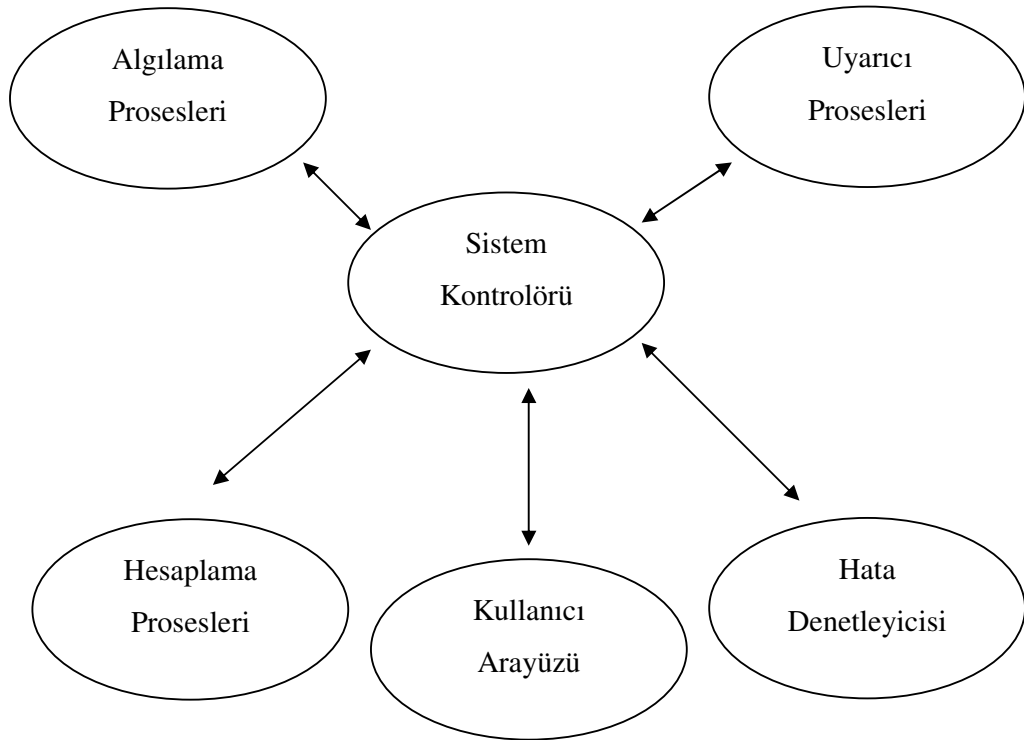 Algılama
Prosesleri
Uyarıcı
Prosesleri
Sistem
Kontrolörü
Hesaplama
Prosesleri
Kullanıcı
Arayüzü
Hata
Denetleyicisi